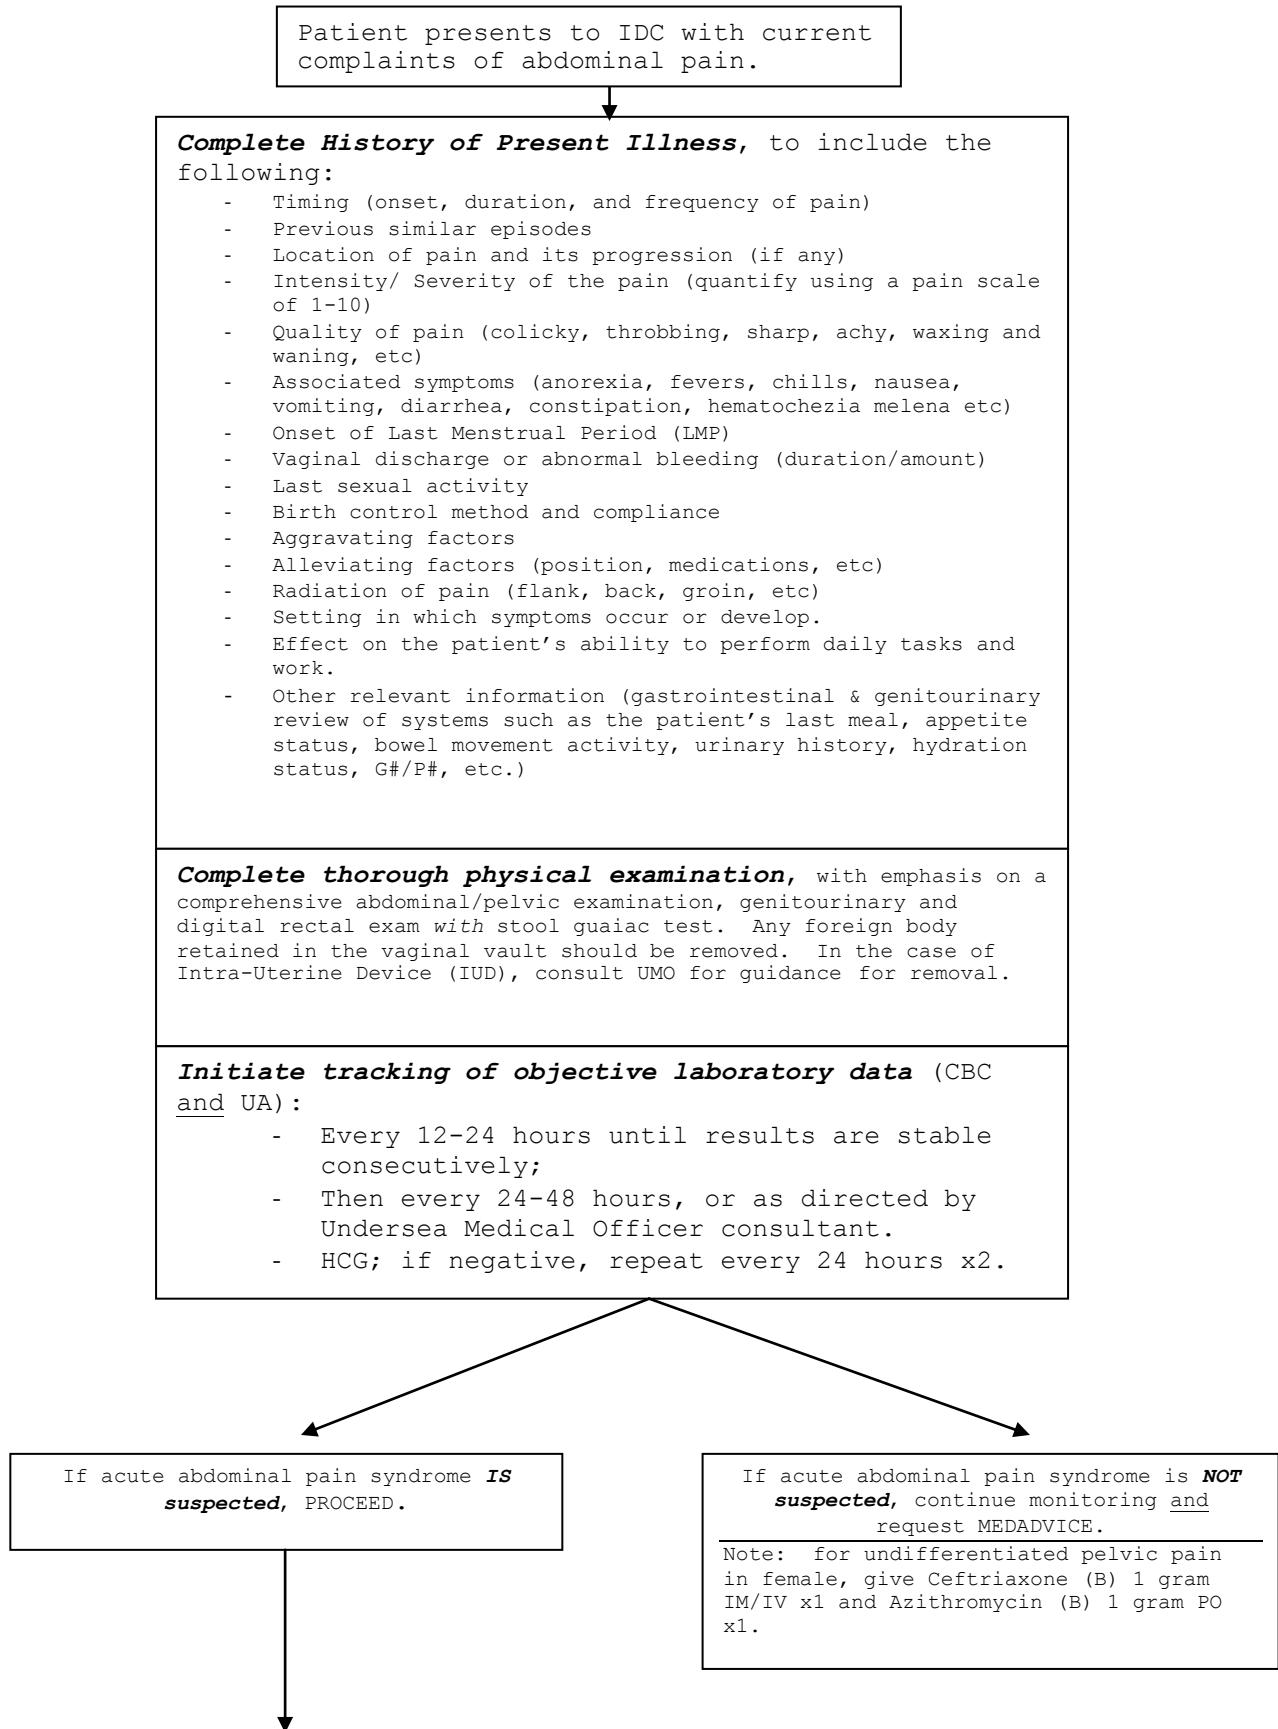 Patient presents to IDC with current
complaints of abdominal pain.
Complete History of Present Illness, to include the
following:
- Timing (onset, duration, and frequency of pain)
- Previous similar episodes
- Location of pain and its progression (if any)
- Intensity/ Severity of the pain (quantify using a pain scale
of 1-10)
- Quality of pain (colicky, throbbing, sharp, achy, waxing and
waning, etc)
- Associated symptoms (anorexia, fevers, chills, nausea,
vomiting, diarrhea, constipation, hematochezia melena etc)
- Onset of Last Menstrual Period (LMP)
- Vaginal discharge or abnormal bleeding (duration/amount)
- Last sexual activity
- Birth control method and compliance
- Aggravating factors
- Alleviating factors (position, medications, etc)
- Radiation of pain (flank, back, groin, etc)
- Setting in which symptoms occur or develop.
- Effect on the patient’s ability to perform daily tasks and
work.
- Other relevant information (gastrointestinal & genitourinary
review of systems such as the patient’s last meal, appetite
status, bowel movement activity, urinary history, hydration
status, G#/P#, etc.)
Complete thorough physical examination, with emphasis on a
comprehensive abdominal/pelvic examination, genitourinary and
digital rectal exam with stool guaiac test.  Any foreign body
retained in the vaginal vault should be removed.  In the case of
Intra-Uterine Device (IUD), consult UMO for guidance for removal.
Initiate tracking of objective laboratory data (CBC
and UA):
- Every 12-24 hours until results are stable
consecutively;
- Then every 24-48 hours, or as directed by
Undersea Medical Officer consultant.
- HCG; if negative, repeat every 24 hours x2.
If acute abdominal pain syndrome IS
suspected, PROCEED.
If acute abdominal pain syndrome is NOT
suspected, continue monitoring and
request MEDADVICE.
Note:  for undifferentiated pelvic pain
in female, give Ceftriaxone (B) 1 gram
IM/IV x1 and Azithromycin (B) 1 gram PO
x1.